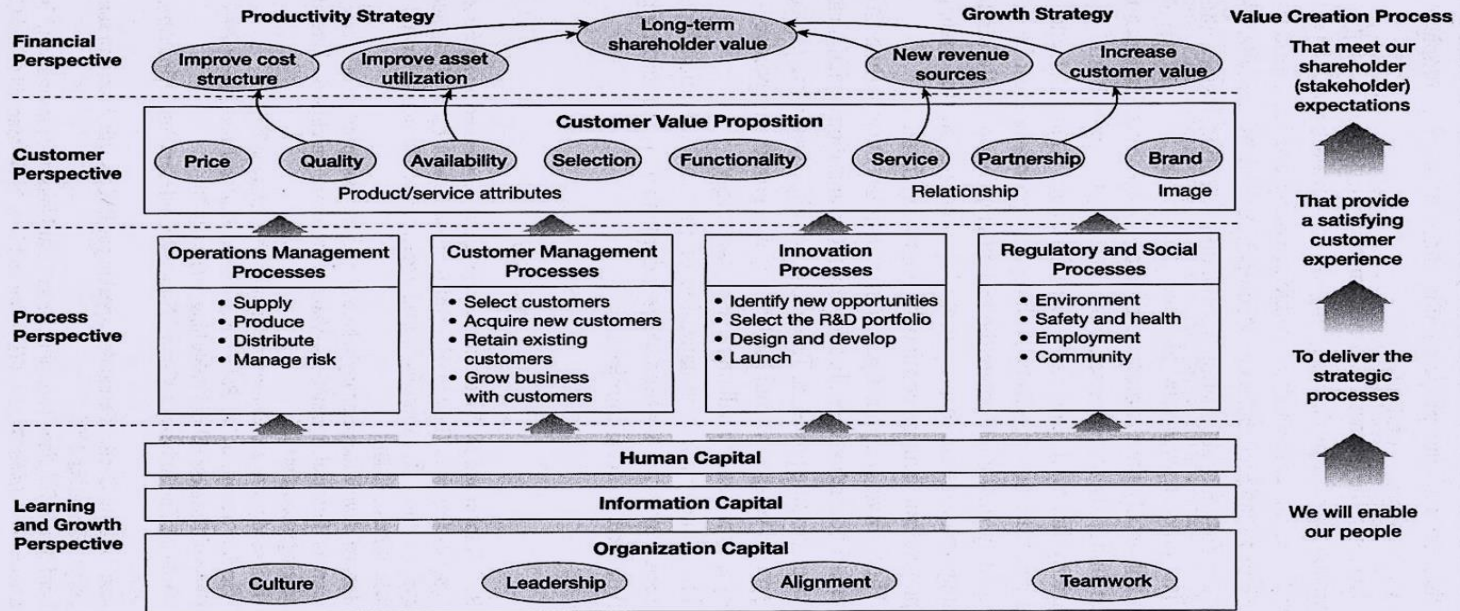 Productivity Strategy
Growth Strategy
Value Creation Process
Financial
Perspective
Improve cost
structure
Improve asset
utilization
Long-term
shareholder value
New revenue
sources
Increase
customer value
That meet our
shareholder
(stakeholder)
expectations
Customer
Perspective
Customer Value Proposition
Price
Quality
Availability
Selection
Functionality
Service
Partnership
Brand
Product/service attributes
Relationship
Image
That provide
a satisfying
customer
experience
Process
Perspective
Operations Management
Processes
• Supply
• Produce
• Distribute
• Manage risk
Customer Management
Processes
• Select customers
• Acquire new customers
• Retain existing
customers
• Grow business
with customers
Innovation
Processes
• Identify new opportunities
• Select the R&D portfolio
• Design and develop
• Launch
Regulatory and Social
Processes
• Environment
• Safety and health
• Employment
• Community
To deliver the
strategic
processes
Learning
and Growth
Perspective
Human Capital
Information Capital
Organization Capital
Culture
Leadership
Alignment
Teamwork
We will enable
our people